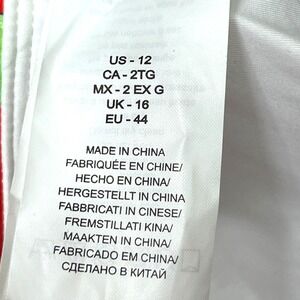 US - 12
CA - 2TG
MX - 2 EX G
UK - 16
EU - 44
MADE IN CHINA
FABRIQUÉE EN CHINE/
HECHO EN CHINA/
HERGESTELLT IN CHINA/
FABBRICATI IN CINESE/
FREMSTILLATI KINA/
MAAKTEN IN CHINA/
FABRICADO EM CHINA/
СДЕЛАНО В КИТАЙ